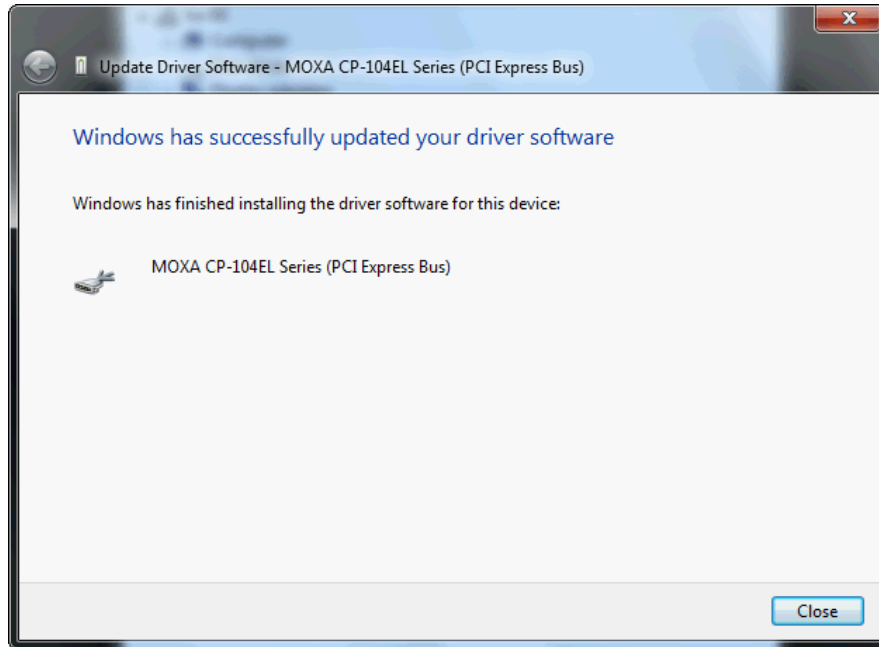 Update Driver Software - MOXA CP-104EL Series (PCI Express Bus)
Windows has successfully updated your driver software
Windows has finished installing the driver software for this device:
MOXA CP-104EL Series (PCI Express Bus)
Close